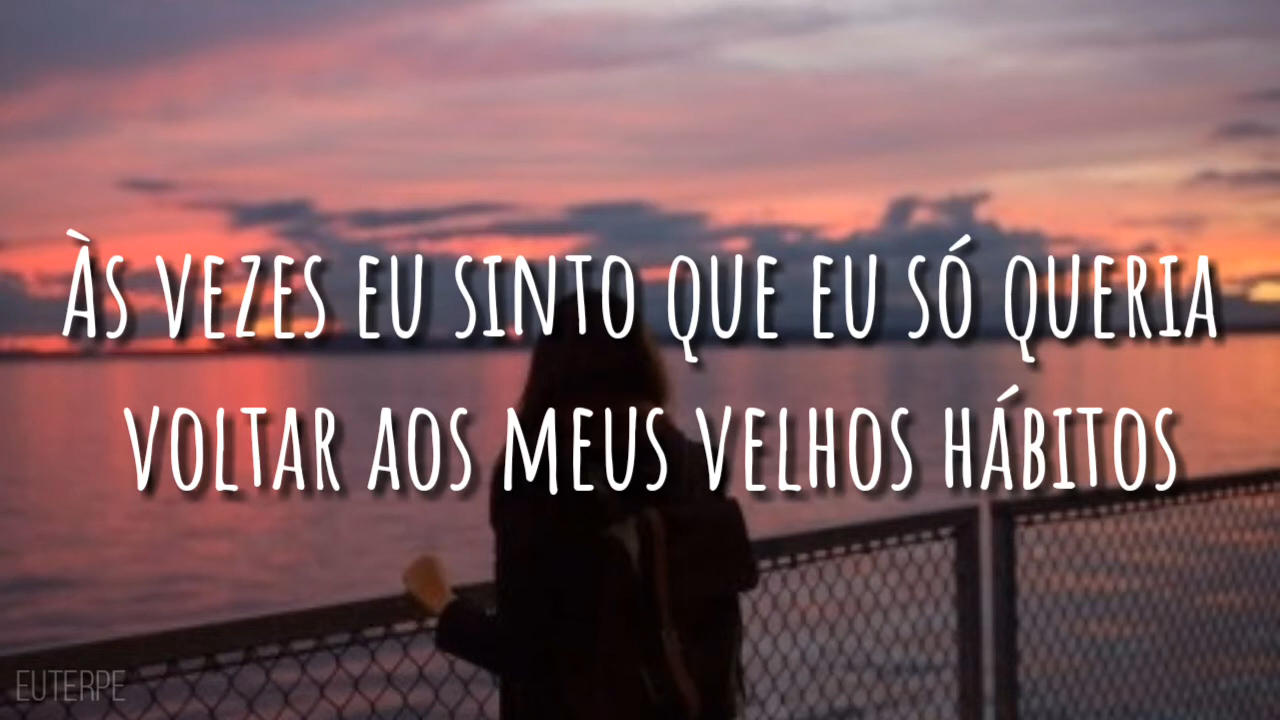 Às vezes eu sinto que eu só queria
voltar aos meus velhos hábitos
EUTERPE